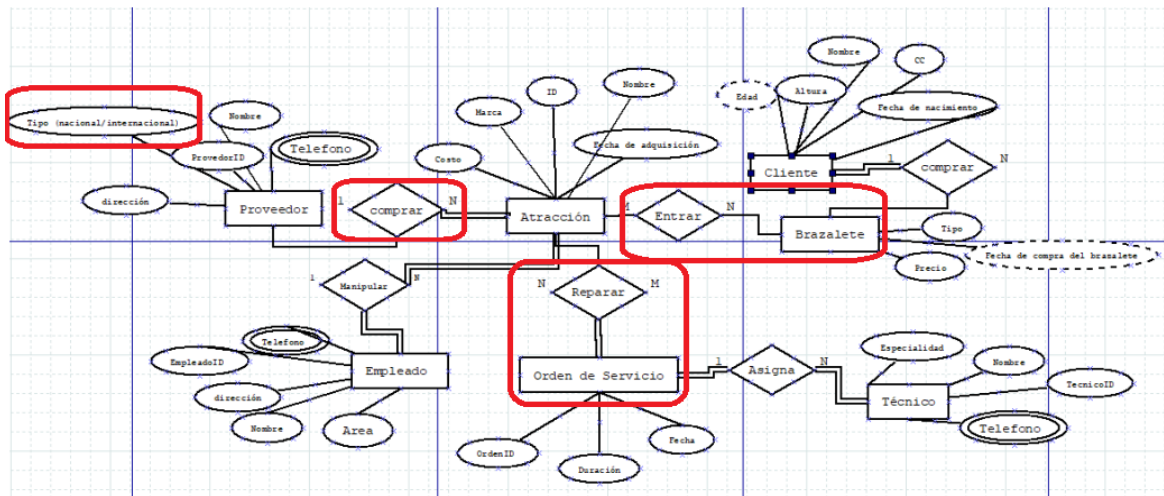 Nombre
CC
ID
Nombre
Edad
Altura
Marca
Fecha de nacimiento
Tipo (nacional/internacional)
Nombre
Telefono
Fecha de adquisición
ProvedorID
Costo
Cliente
1
comprar
N
dirección
Proveedor
1
comprar
N
Atracción
M
Entrar
N
Brazalete
Tipo
Fecha de compra del brazalete
Precio
1
Manipular
N
N
Reparar
M
Telefono
EmpleadoID
Empleado
dirección
Nombre
Area
Orden de Servicio
1
Asigna
N
Especialidad
Nombre
TecnicoID
Técnico
Telefono
OrdenID
Duración
Fecha